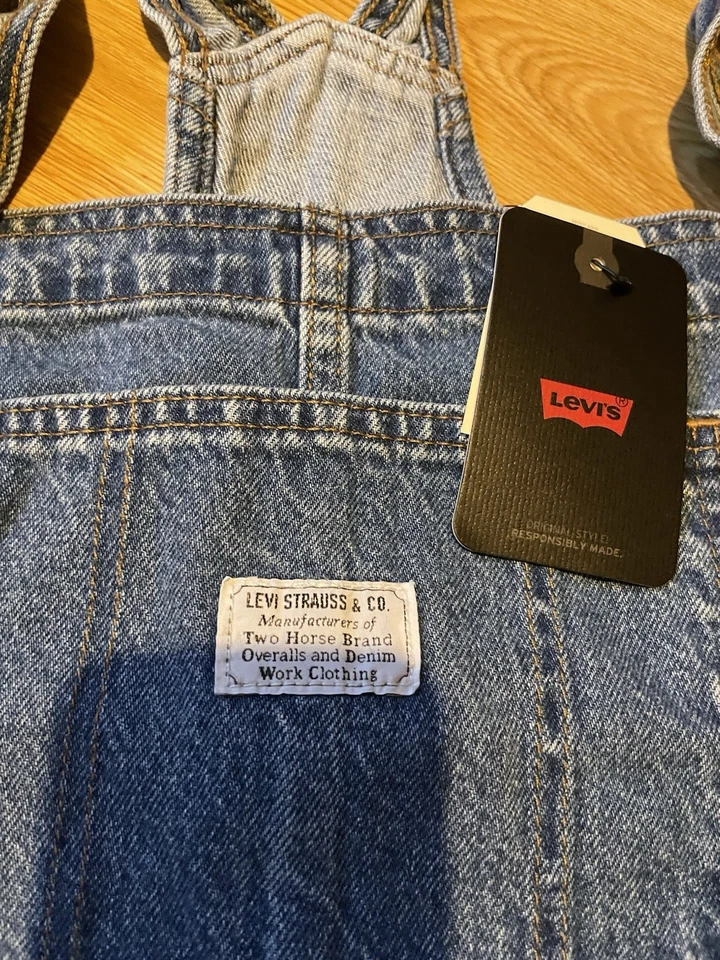 Levi's®
ORIGINAL STYLE
RESPONSIBLY MADE.
LEVI STRAUSS & CO.
Manufacturers of
Two Horse Brand
Overalls and Denim
Work Clothing